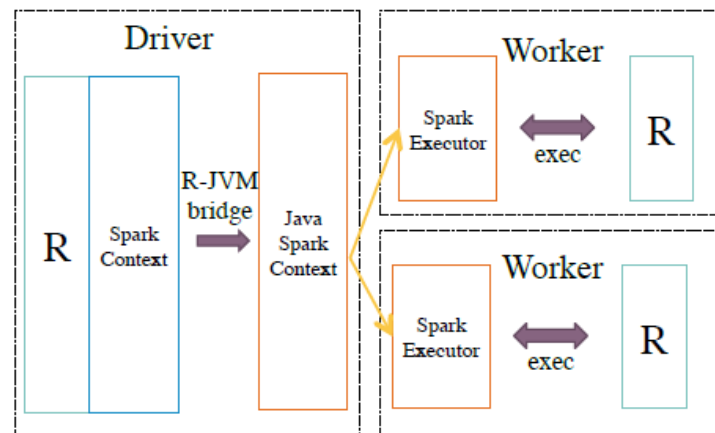 Driver
R
Spark
Context
R-JVM
bridge
Java
Spark
Context
Worker
Spark
Executor
exec
R
Worker
Spark
Executor
exec
R